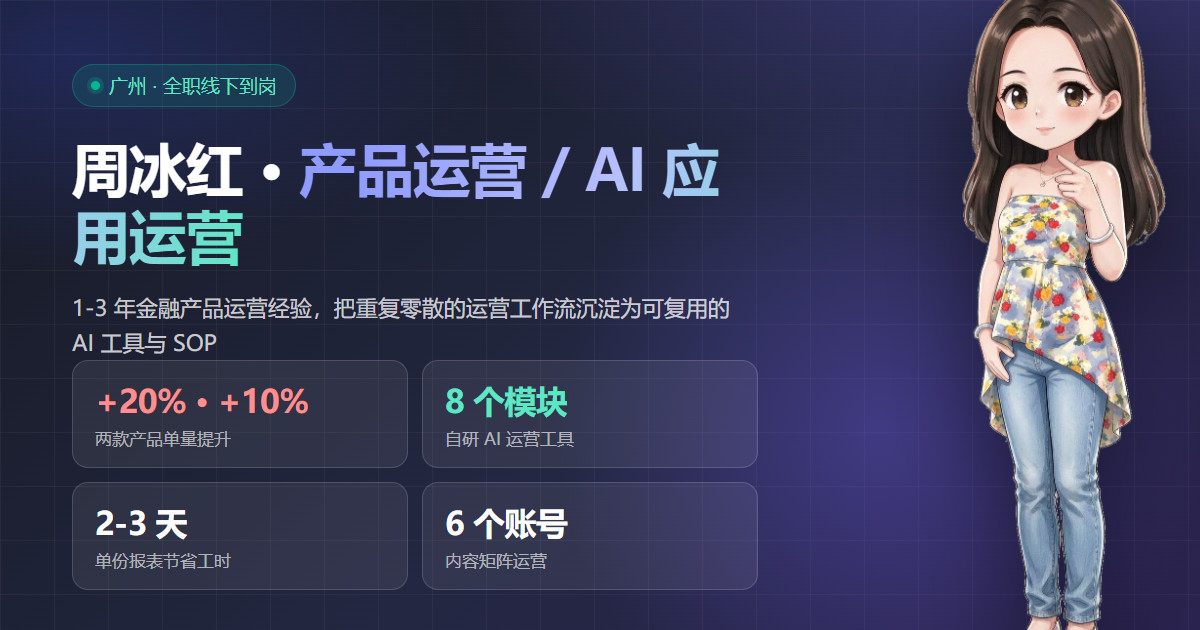 广州 · 全职线下到岗
周冰红 · 产品运营 / AI 应
用运营
1-3 年金融产品运营经验，把重复零散的运营工作流沉淀为可复用的
AI 工具与 SOP
+20% · +10%
两款产品单量提升
8 个模块
自研 AI 运营工具
2-3 天
单份报表节省工时
6 个账号
内容矩阵运营